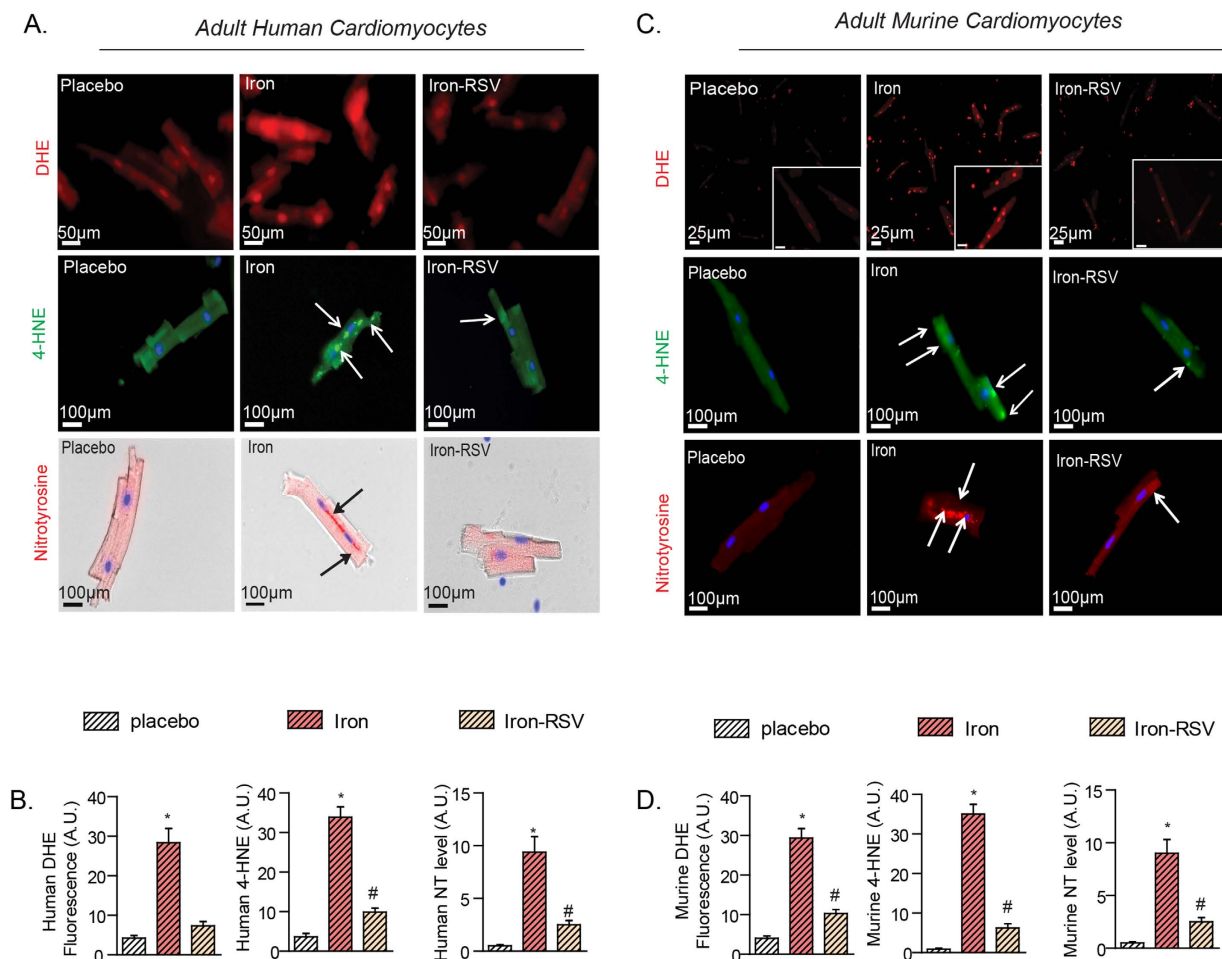 A.
Adult Human Cardiomyocytes
DHE
Placebo
50µm
Iron
50µm
Iron-RSV
50µm
4-HNE
Placebo
100µm
Iron
100µm
Iron-RSV
100µm
Nitrotyrosine
Placebo
100µm
Iron
100µm
Iron-RSV
100µm
placebo
Iron
Iron-RSV
B.
Human DHE
Fluorescence (A.U.)
40
30
20
10
0
*
Human 4-HNE (A.U.)
40
30
20
10
0
*
#
Human NT level (A.U.)
15
10
5
0
*
#
C.
Adult Murine Cardiomyocytes
DHE
Placebo
25µm
Iron
25µm
Iron-RSV
25µm
4-HNE
Placebo
100µm
Iron
100µm
Iron-RSV
100µm
Nitrotyrosine
Placebo
100µm
Iron
100µm
Iron-RSV
100µm
placebo
Iron
Iron-RSV
D.
Murine DHE
Fluorescence (A.U.)
40
30
20
10
0
*
#
Murine 4-HNE (A.U.)
40
30
20
10
0
*
#
Murine NT level (A.U.)
15
10
5
0
*
#